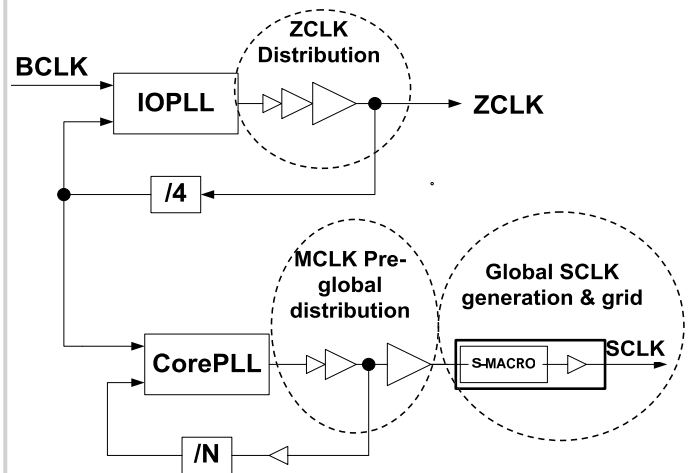 ZCLK
Distribution
BCLK
IOPLL
ZCLK
/4
MCLK Pre-
global
distribution
Global SCLK
generation & grid
CorePLL
S-MACRO
SCLK
/N